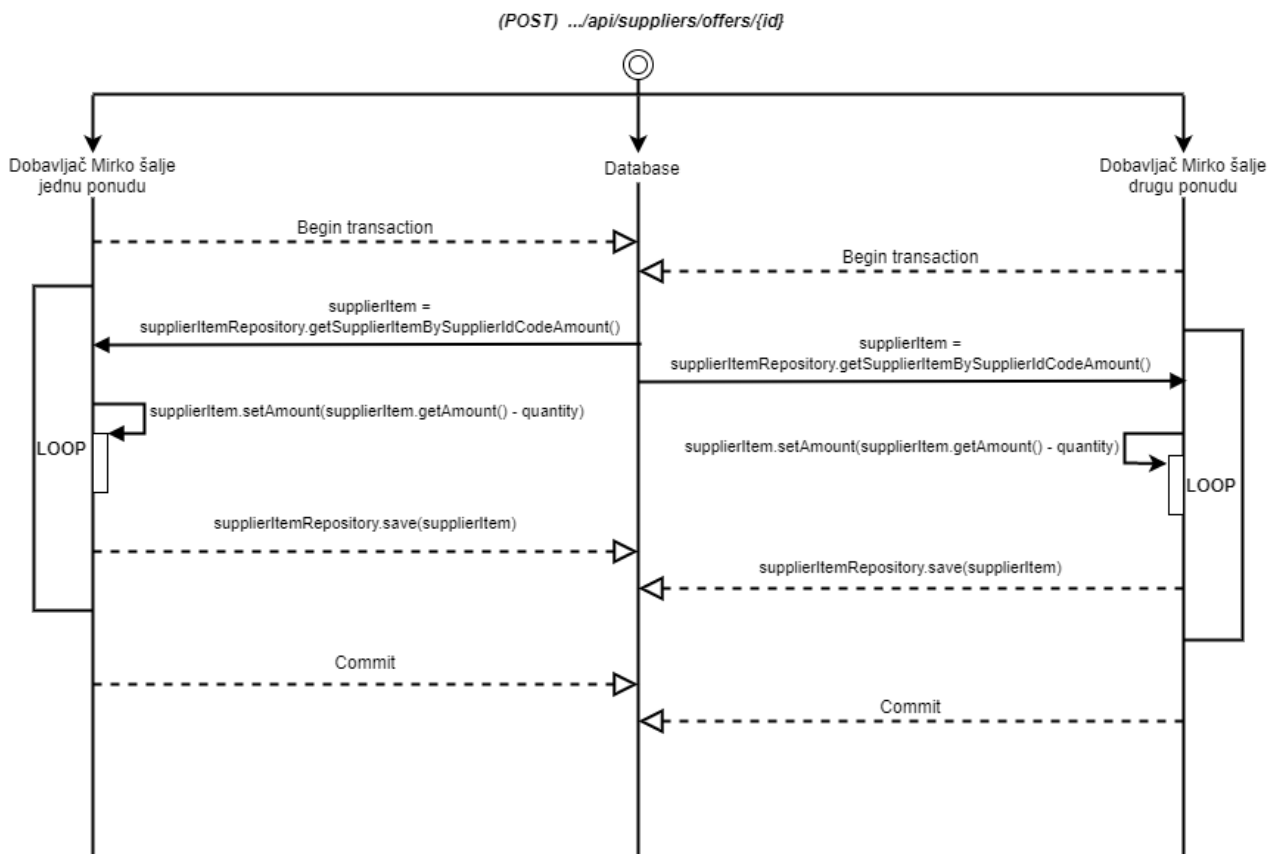 (POST) .../api/suppliers/offers/{id}
Dobavljač Mirko šalje
jednu ponudu
Database
Dobavljač Mirko šalje
drugu ponudu
Begin transaction
Begin transaction
supplierItem =
supplierItemRepository.getSupplierItemBySupplierIdCodeAmount()
supplierItem =
supplierItemRepository.getSupplierItemBySupplierIdCodeAmount()
supplierItem.setAmount(supplierItem.getAmount() - quantity)
LOOP
supplierItem.setAmount(supplierItem.getAmount() - quantity)
LOOP
supplierItemRepository.save(supplierItem)
supplierItemRepository.save(supplierItem)
Commit
Commit